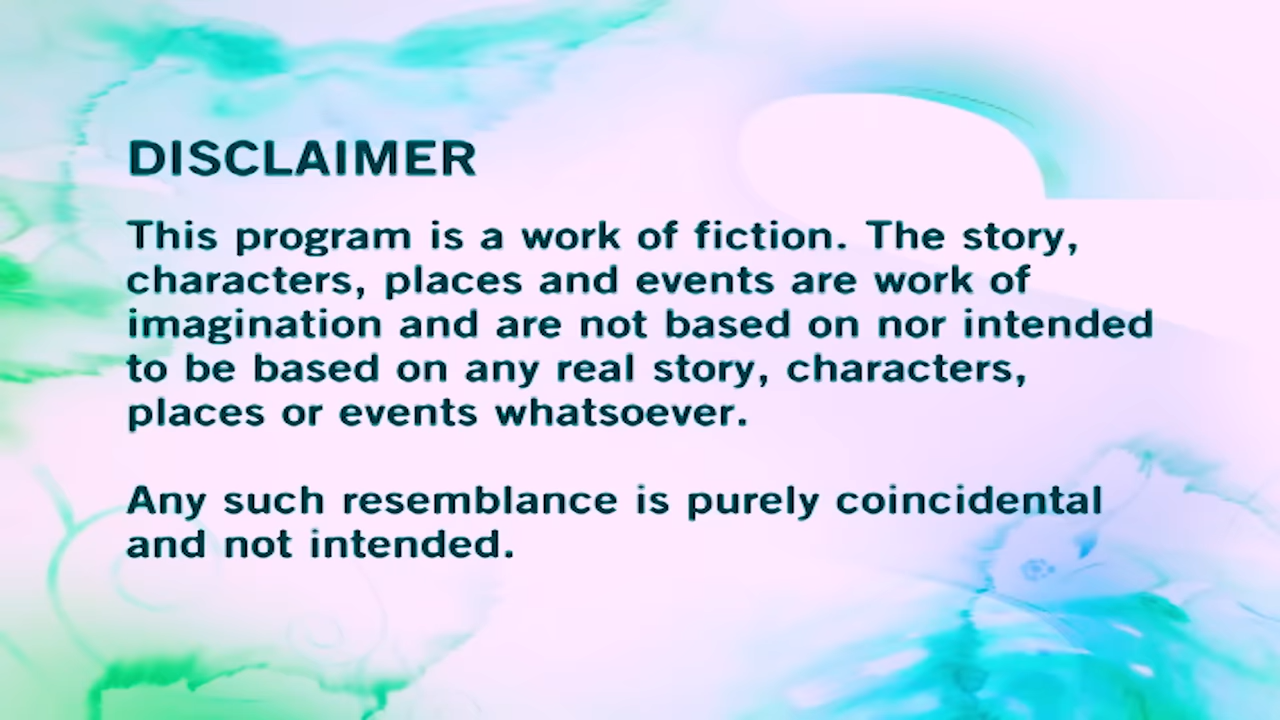 DISCLAIMER
This program is a work of fiction. The story,
characters, places and events are work of
imagination and are not based on nor intended
to be based on any real story, characters,
places or events whatsoever.
Any such resemblance is purely coincidental
and not intended.